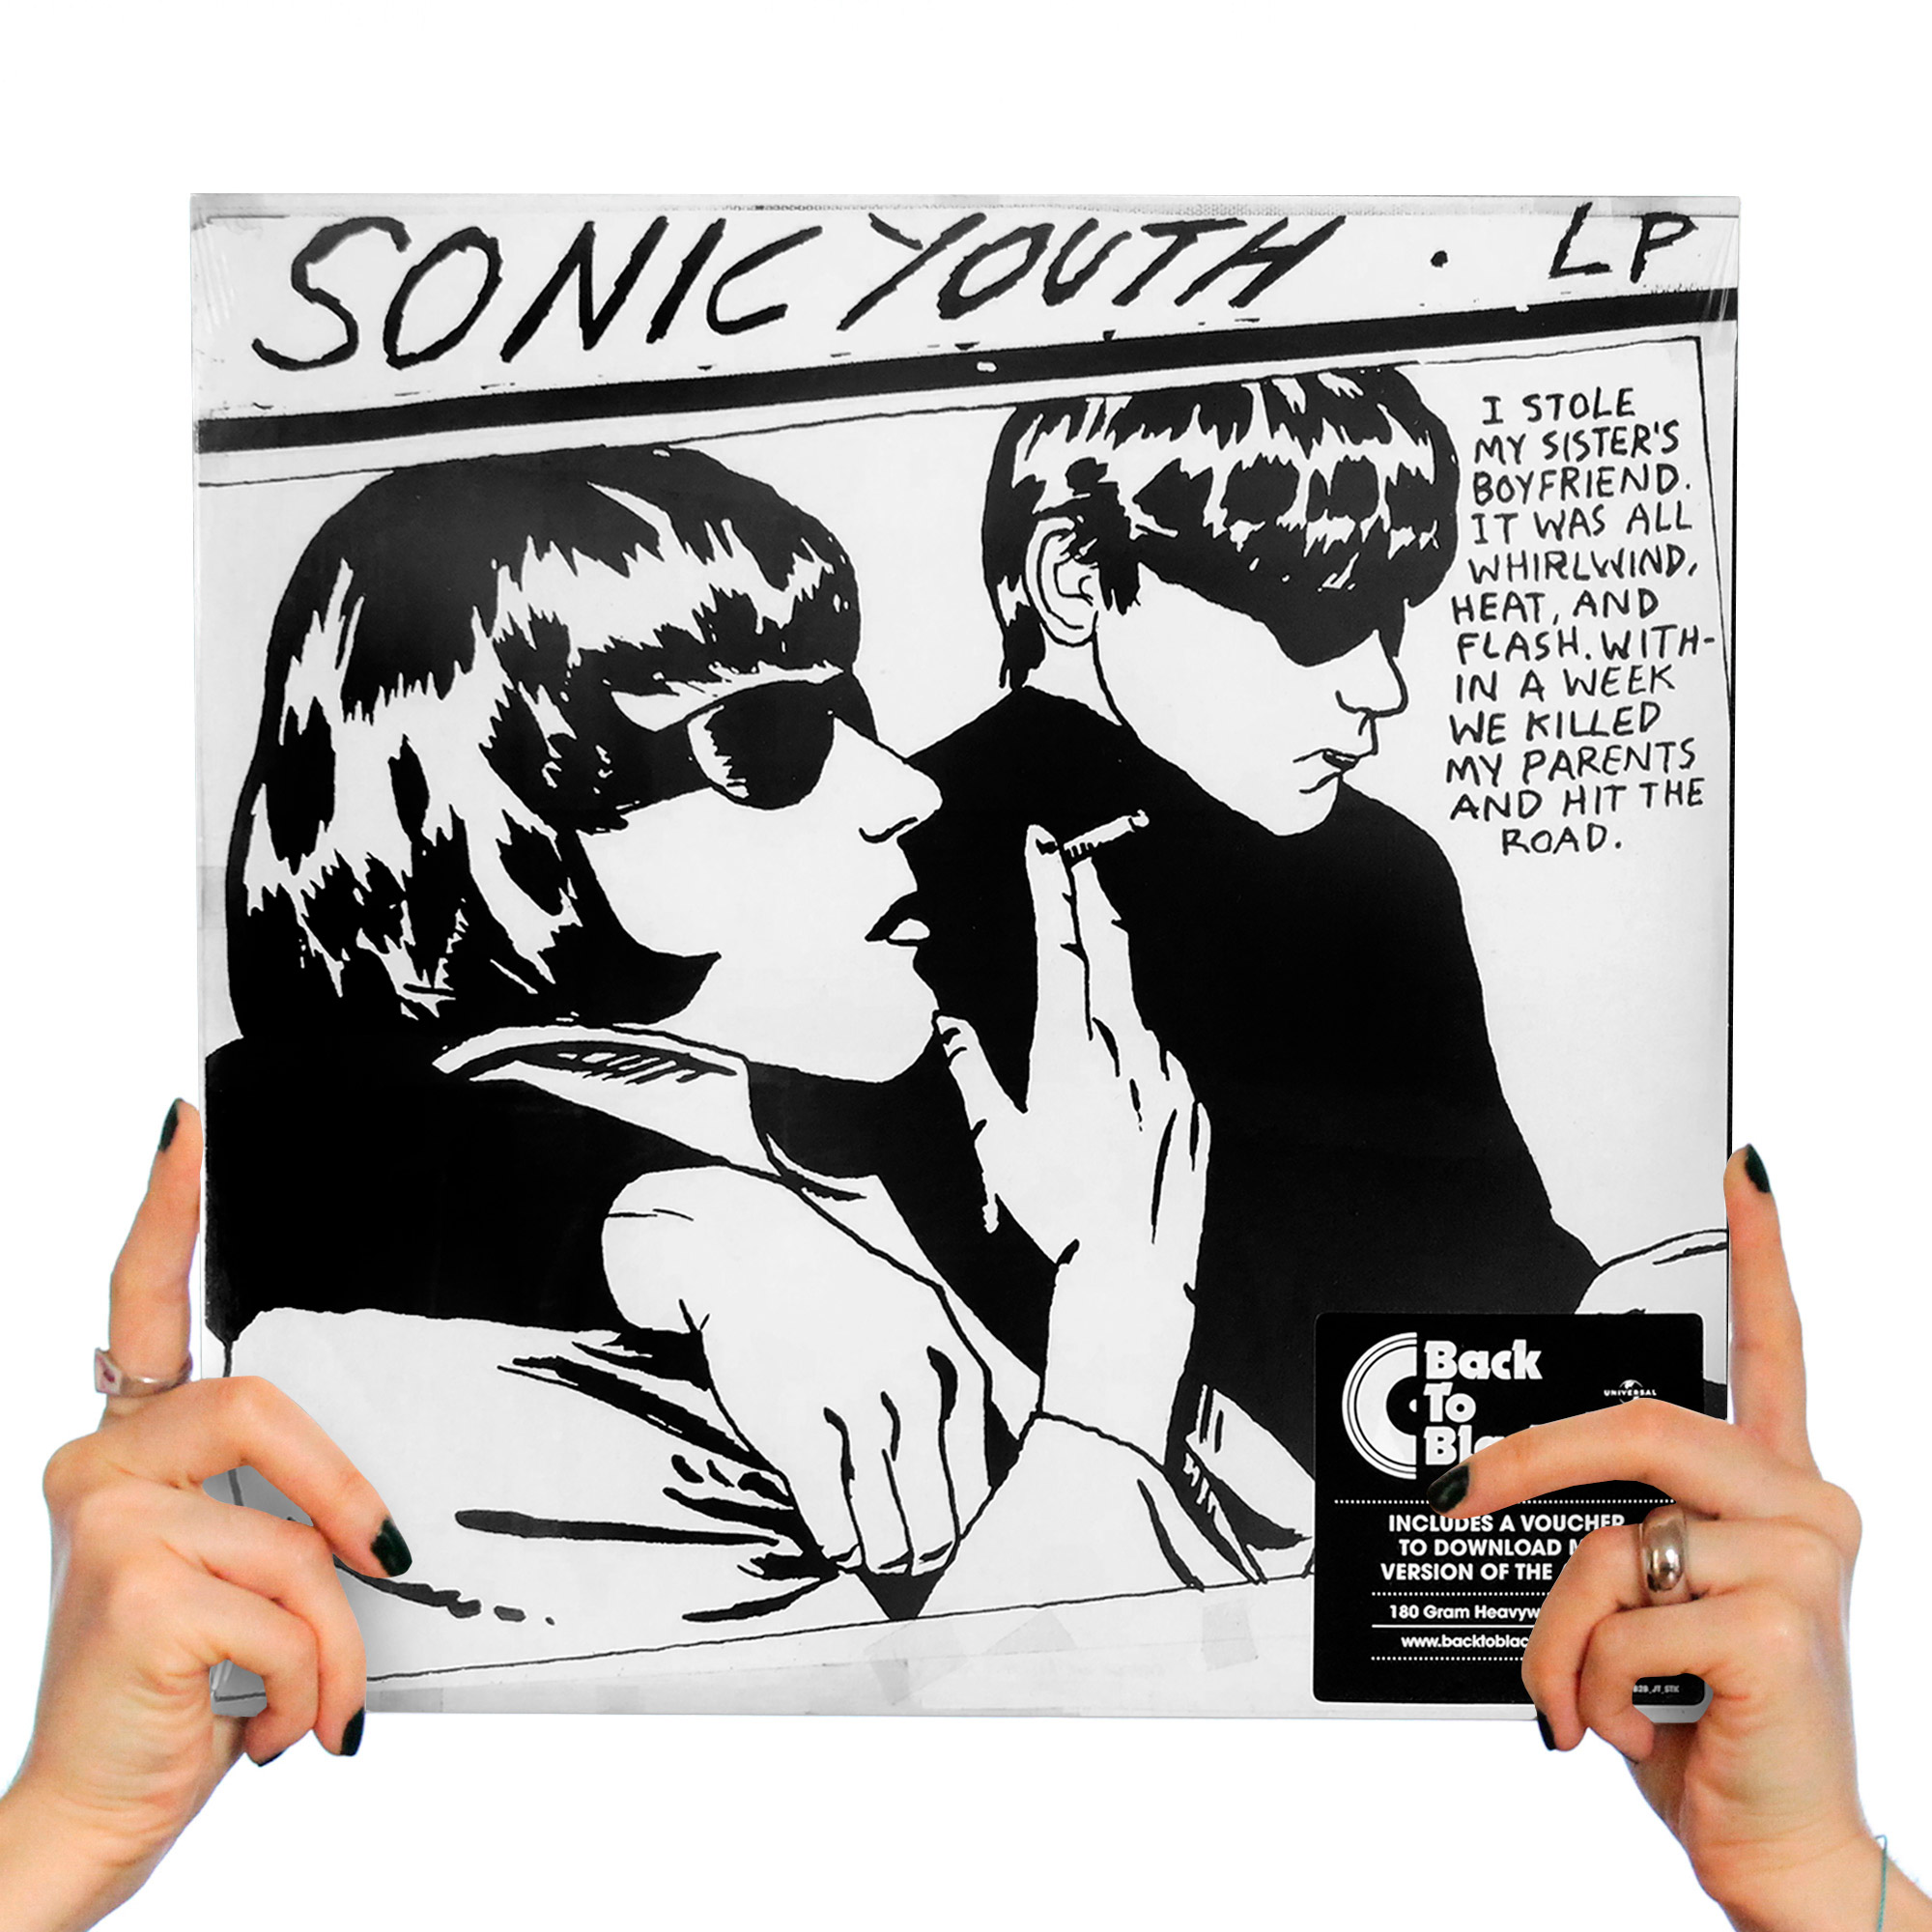 SONIC YOUTH • LP
I STOLE
MY SISTER'S
BOYFRIEND.
IT WAS ALL
WHIRLWIND,
HEAT, AND
FLASH. WITH-
IN A WEEK
WE KILLED
MY PARENTS
AND HIT THE
ROAD.
Back
To
UNIVERSAL
INCLUDES A VOUCHER
TO DOWNLOAD
VERSION OF THE
180 Gram